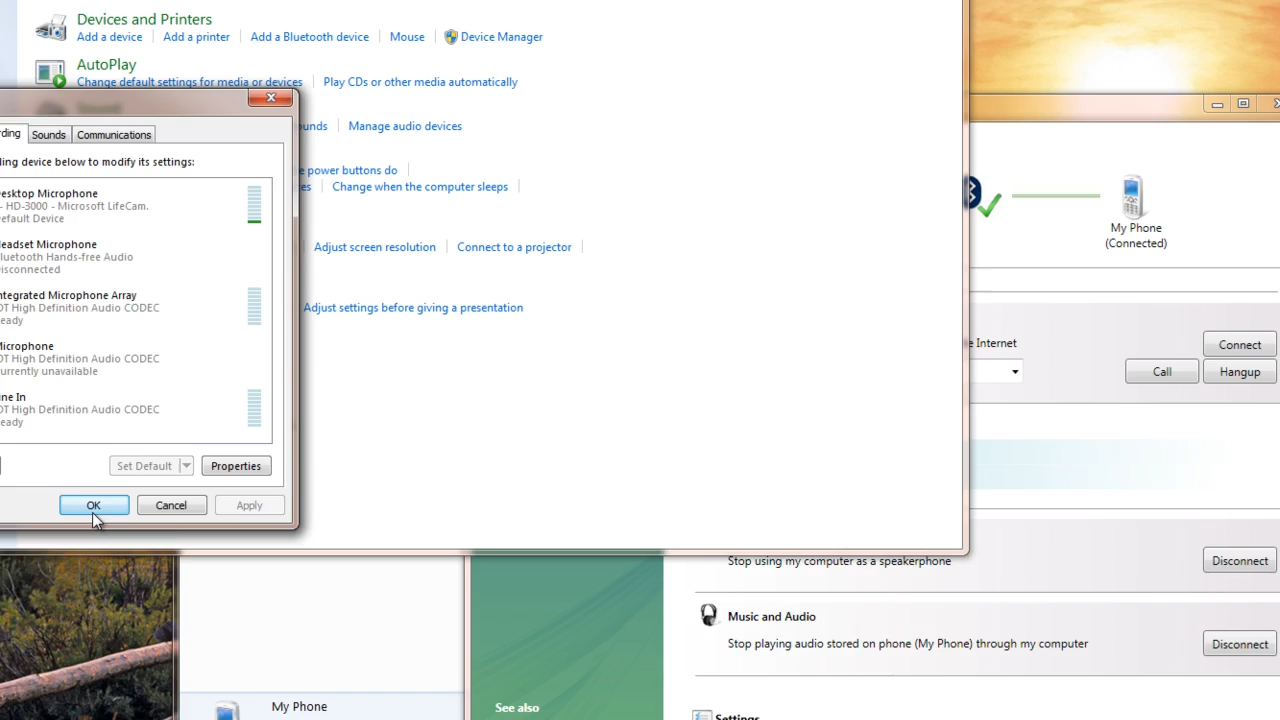 Devices and Printers
Add a device Add a printer Add a Bluetooth device Mouse Device Manager
AutoPlay
Change default settings for media or devices Play CDs or other media automatically
Sound
unds Manage audio devices
e power buttons do
es Change when the computer sleeps
Adjust screen resolution Connect to a projector
Adjust settings before giving a presentation
ding Sounds Communications
ding device below to modify its settings:
esktop Microphone
- HD-3000 - Microsoft LifeCam.
efault Device
eadset Microphone
luetooth Hands-free Audio
isconnected
ntegrated Microphone Array
DT High Definition Audio CODEC
eady
Microphone
DT High Definition Audio CODEC
urrently unavailable
ine In
DT High Definition Audio CODEC
eady
Set Default Properties
OK Cancel Apply
My Phone
(Connected)
e Internet Connect
Call Hangup
Stop using my computer as a speakerphone Disconnect
Music and Audio
Stop playing audio stored on phone (My Phone) through my computer Disconnect
My Phone
See also
Settings